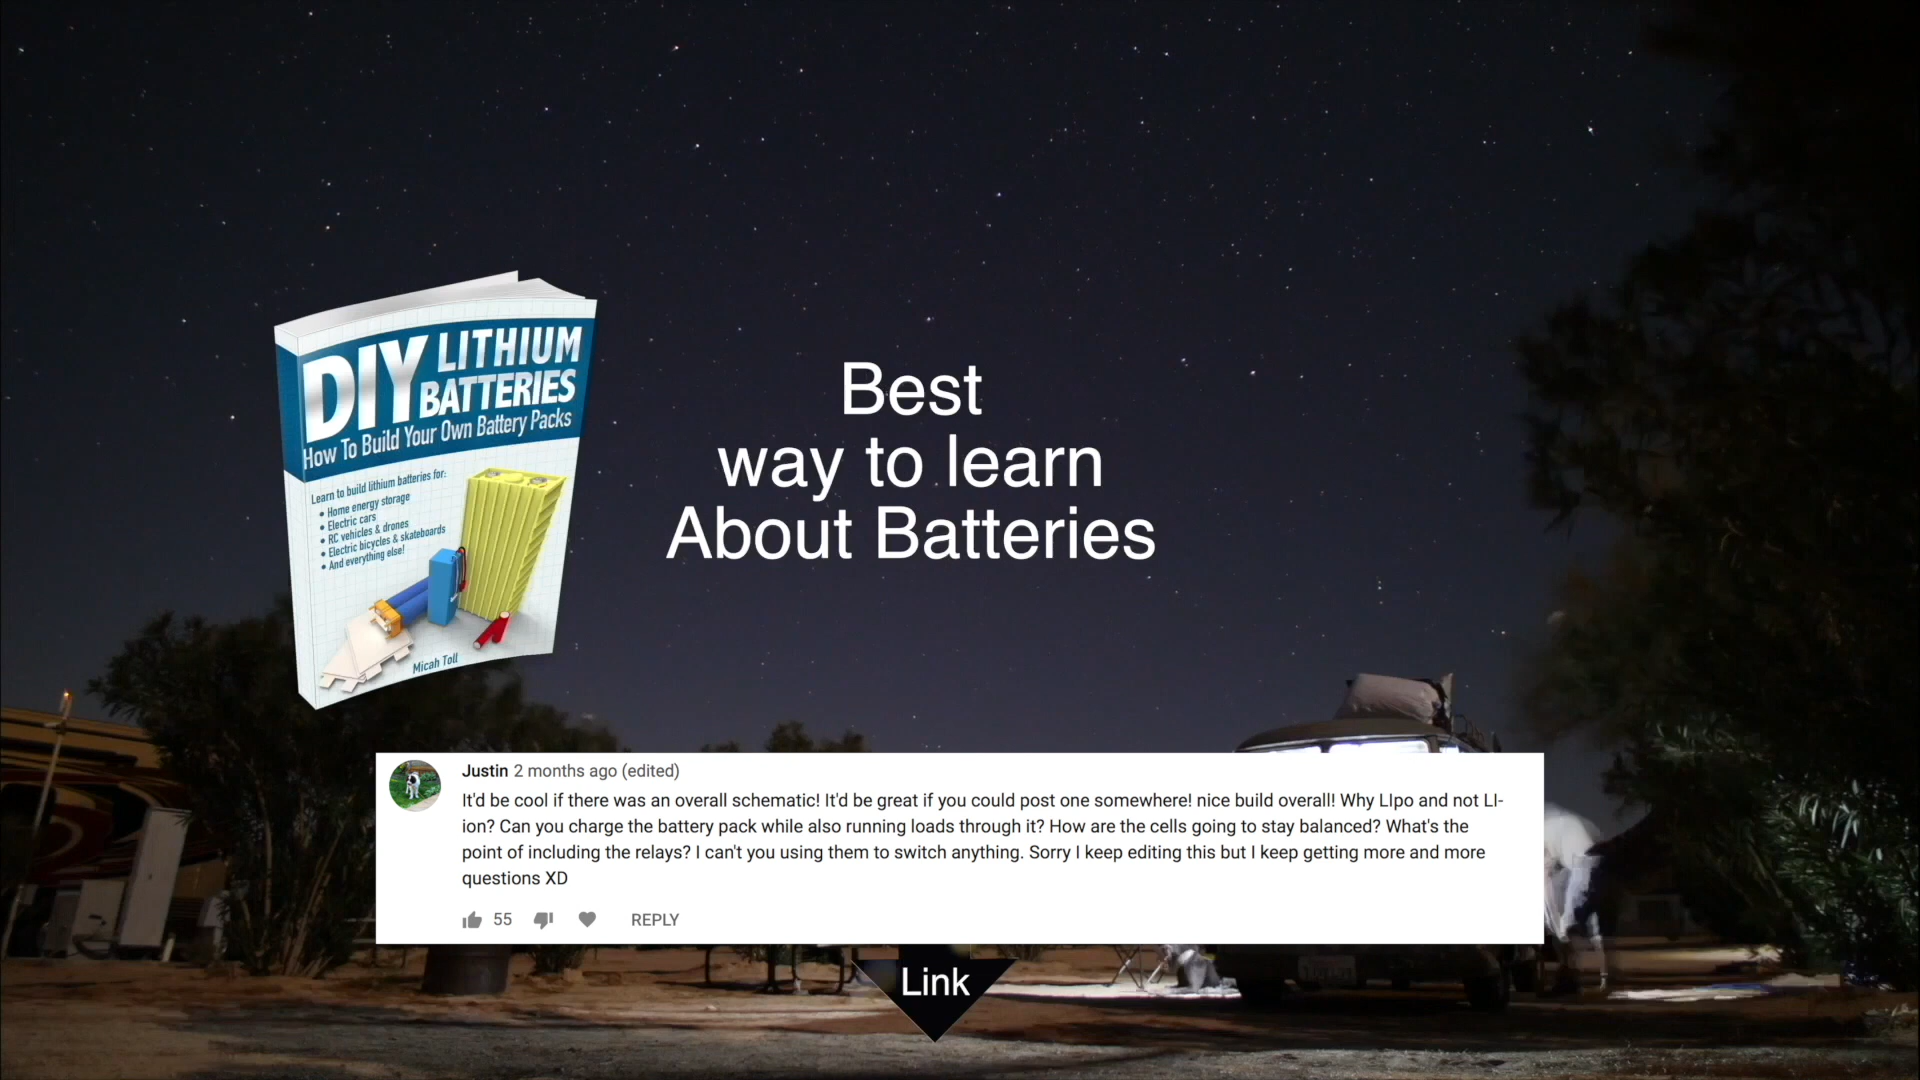 DIY LITHIUM
BATTERIES
How To Build Your Own Battery Packs
Learn to build lithium batteries for:
• Home energy storage
• Electric cars
• RC vehicles & drones
• Electric bicycles & skateboards
• And everything else!
Micah Toll
Best
way to learn
About Batteries
Justin 2 months ago (edited)
It'd be cool if there was an overall schematic! It'd be great if you could post one somewhere! nice build overall! Why LIpo and not LI-
ion? Can you charge the battery pack while also running loads through it? How are the cells going to stay balanced? What's the
point of including the relays? I can't you using them to switch anything. Sorry I keep editing this but I keep getting more and more
questions XD
55 REPLY
Link